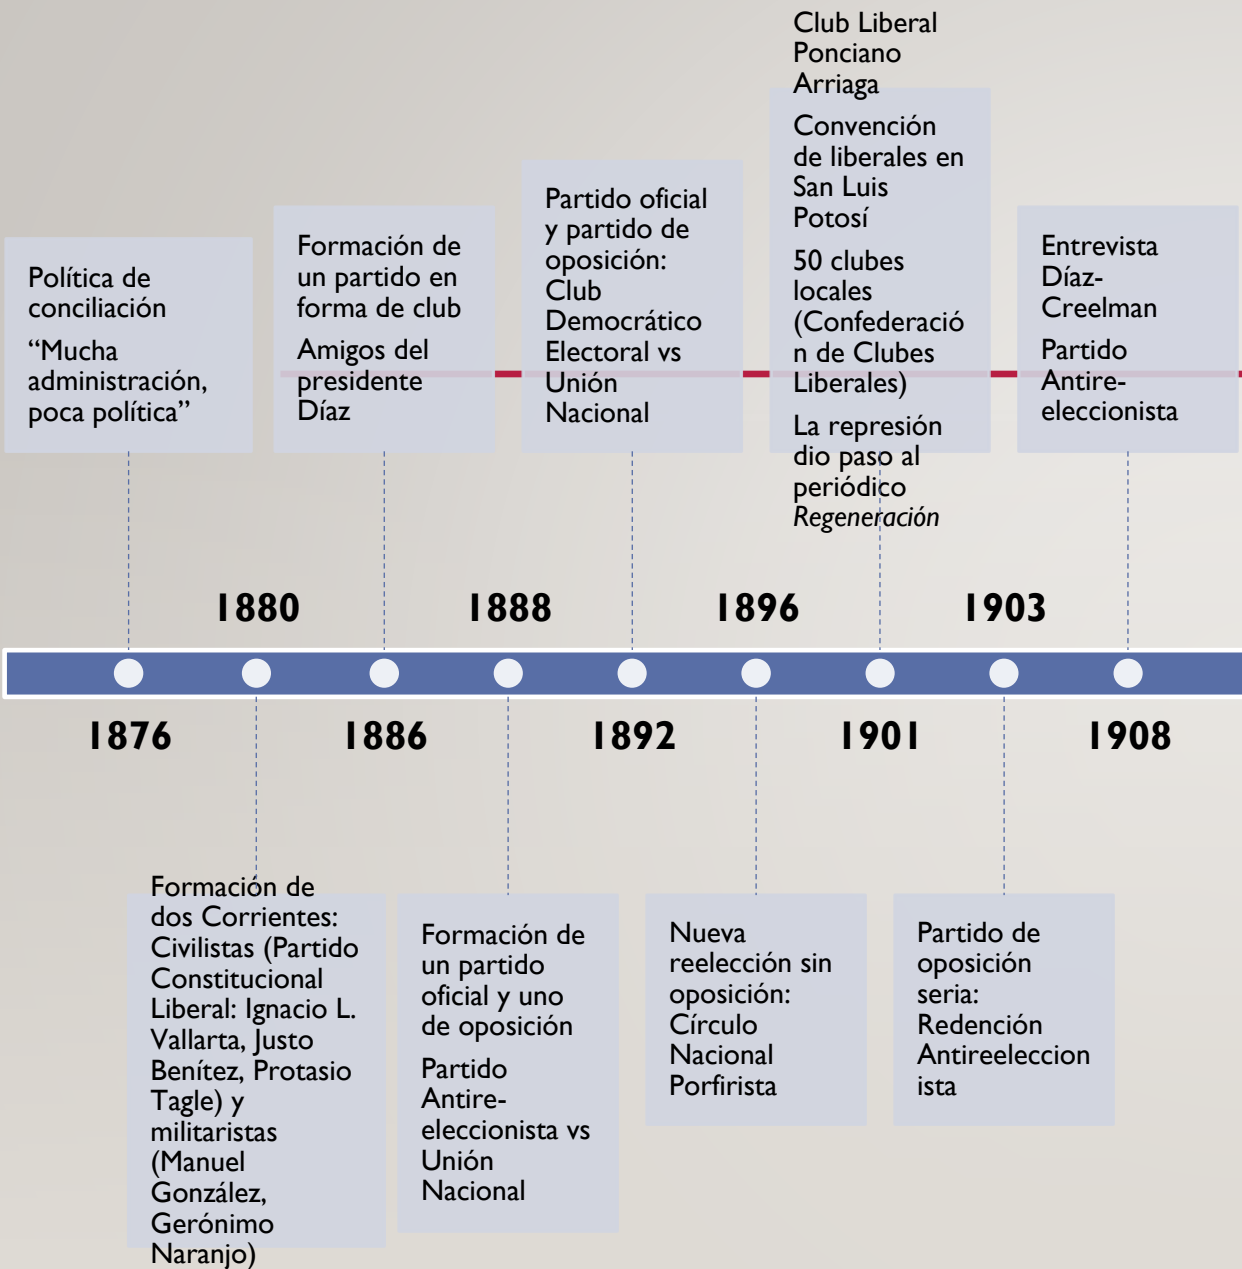 Política de
conciliación
“Mucha
administración,
poca política”
Formación de
un partido en
forma de club
Amigos del
presidente
Díaz
Partido oficial
y partido de
oposición:
Club
Democrático
Electoral vs
Unión
Nacional
Club Liberal
Ponciano
Arriaga
Convención
de liberales en
San Luis
Potosí
50 clubes
locales
(Confederació
n de Clubes
Liberales)
La represión
dio paso al
periódico
Regeneración
Entrevista
Díaz-
Creelman
Partido
Antire-
eleccionista
1880
1888
1896
1903
1876
1886
1892
1901
1908
Formación de
dos Corrientes:
Civilistas (Partido
Constitucional
Liberal: Ignacio L.
Vallarta, Justo
Benítez, Protasio
Tagle) y
militaristas
(Manuel
González,
Gerónimo
Naranjo)
Formación de
un partido
oficial y uno
de oposición
Partido
Antire-
eleccionista vs
Unión
Nacional
Nueva
reelección sin
oposición:
Círculo
Nacional
Porfirista
Partido de
oposición
seria:
Redención
Antireeleccion
ista